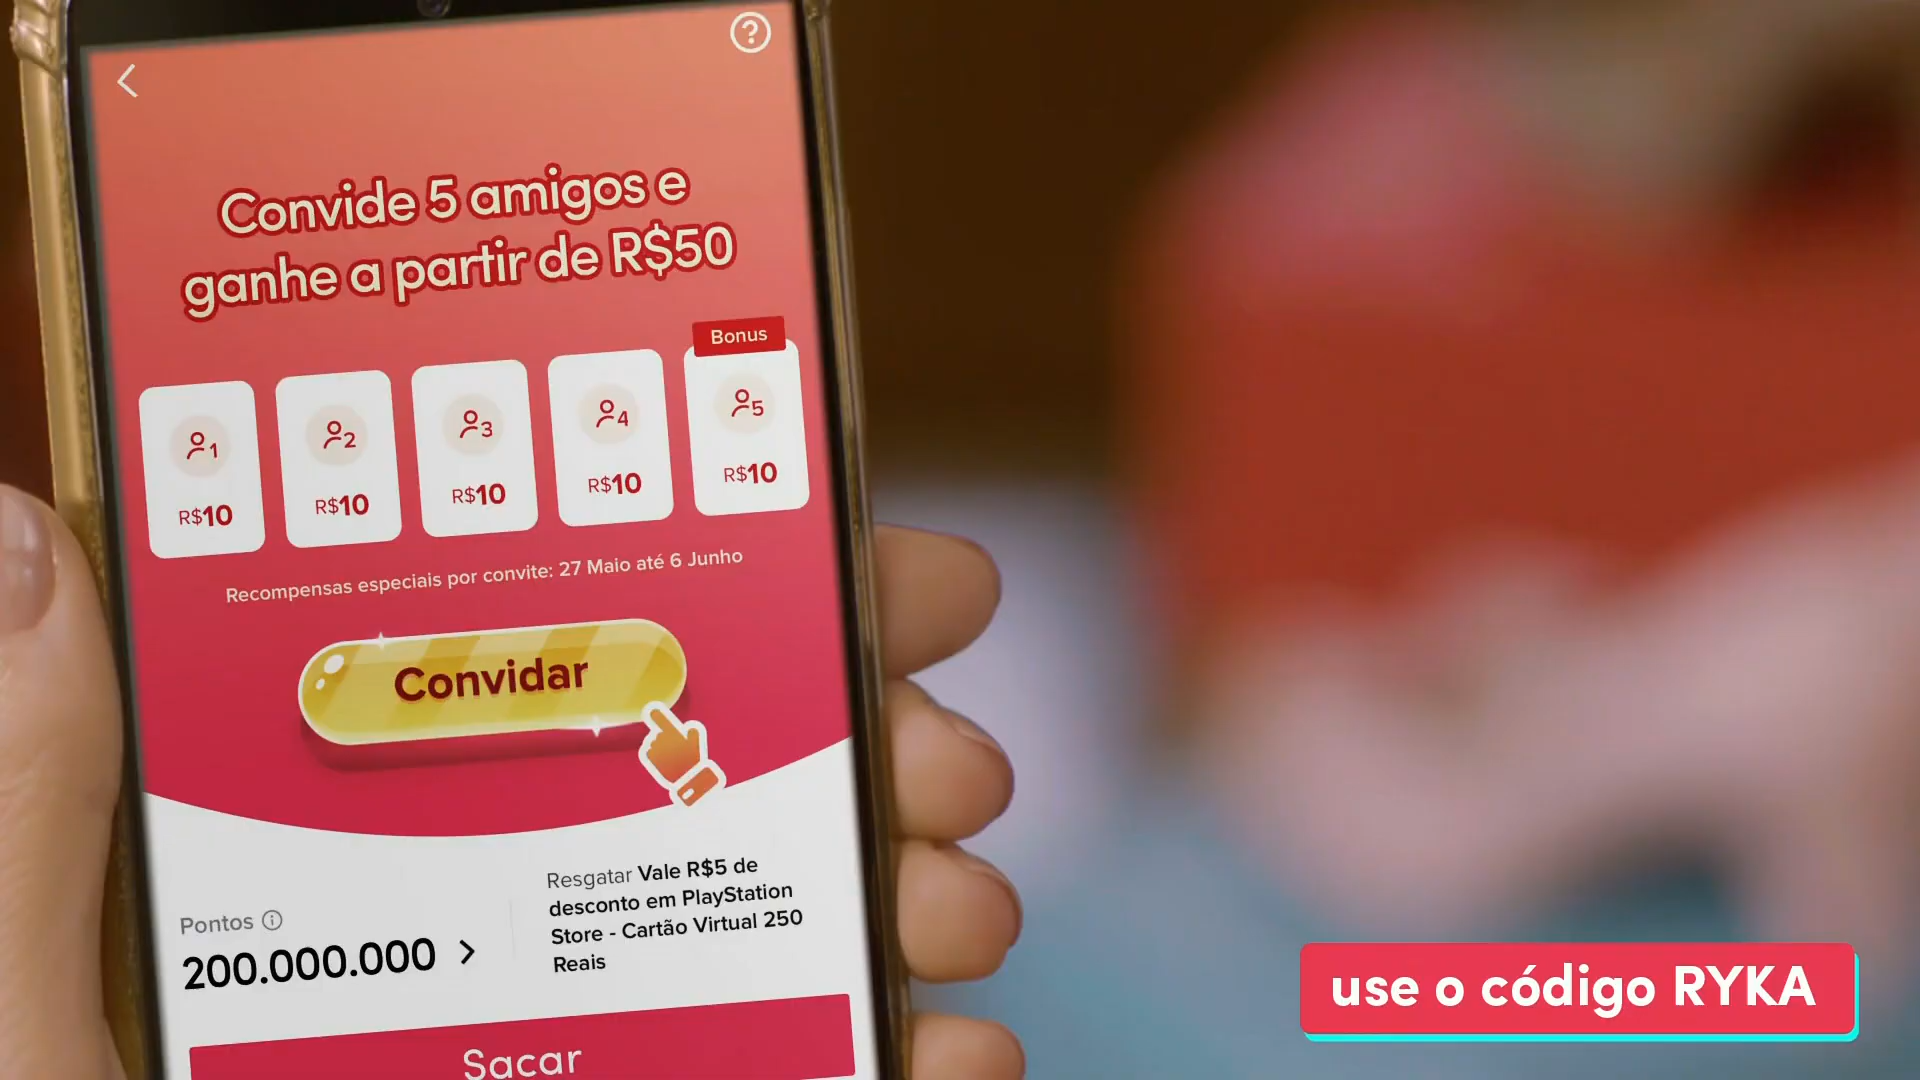 Convide 5 amigos e
ganhe a partir de R$50
Bonus
1
R$10
2
R$10
3
R$10
4
R$10
5
R$10
Recompensas especiais por convite: 27 Maio até 6 Junho
Convidar
Pontos
200.000.000
Resgatar Vale R$5 de
desconto em PlayStation
Store - Cartão Virtual 250
Reais
Sacar
use o código RYKA